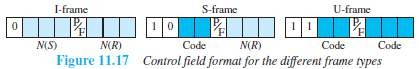 I-frame S-frame U-frame
0 P/F 1 0 P/F 1 1 P/F
N(S) N(R) Code N(R) Code Code
Figure 11.17 Control field format for the different frame types